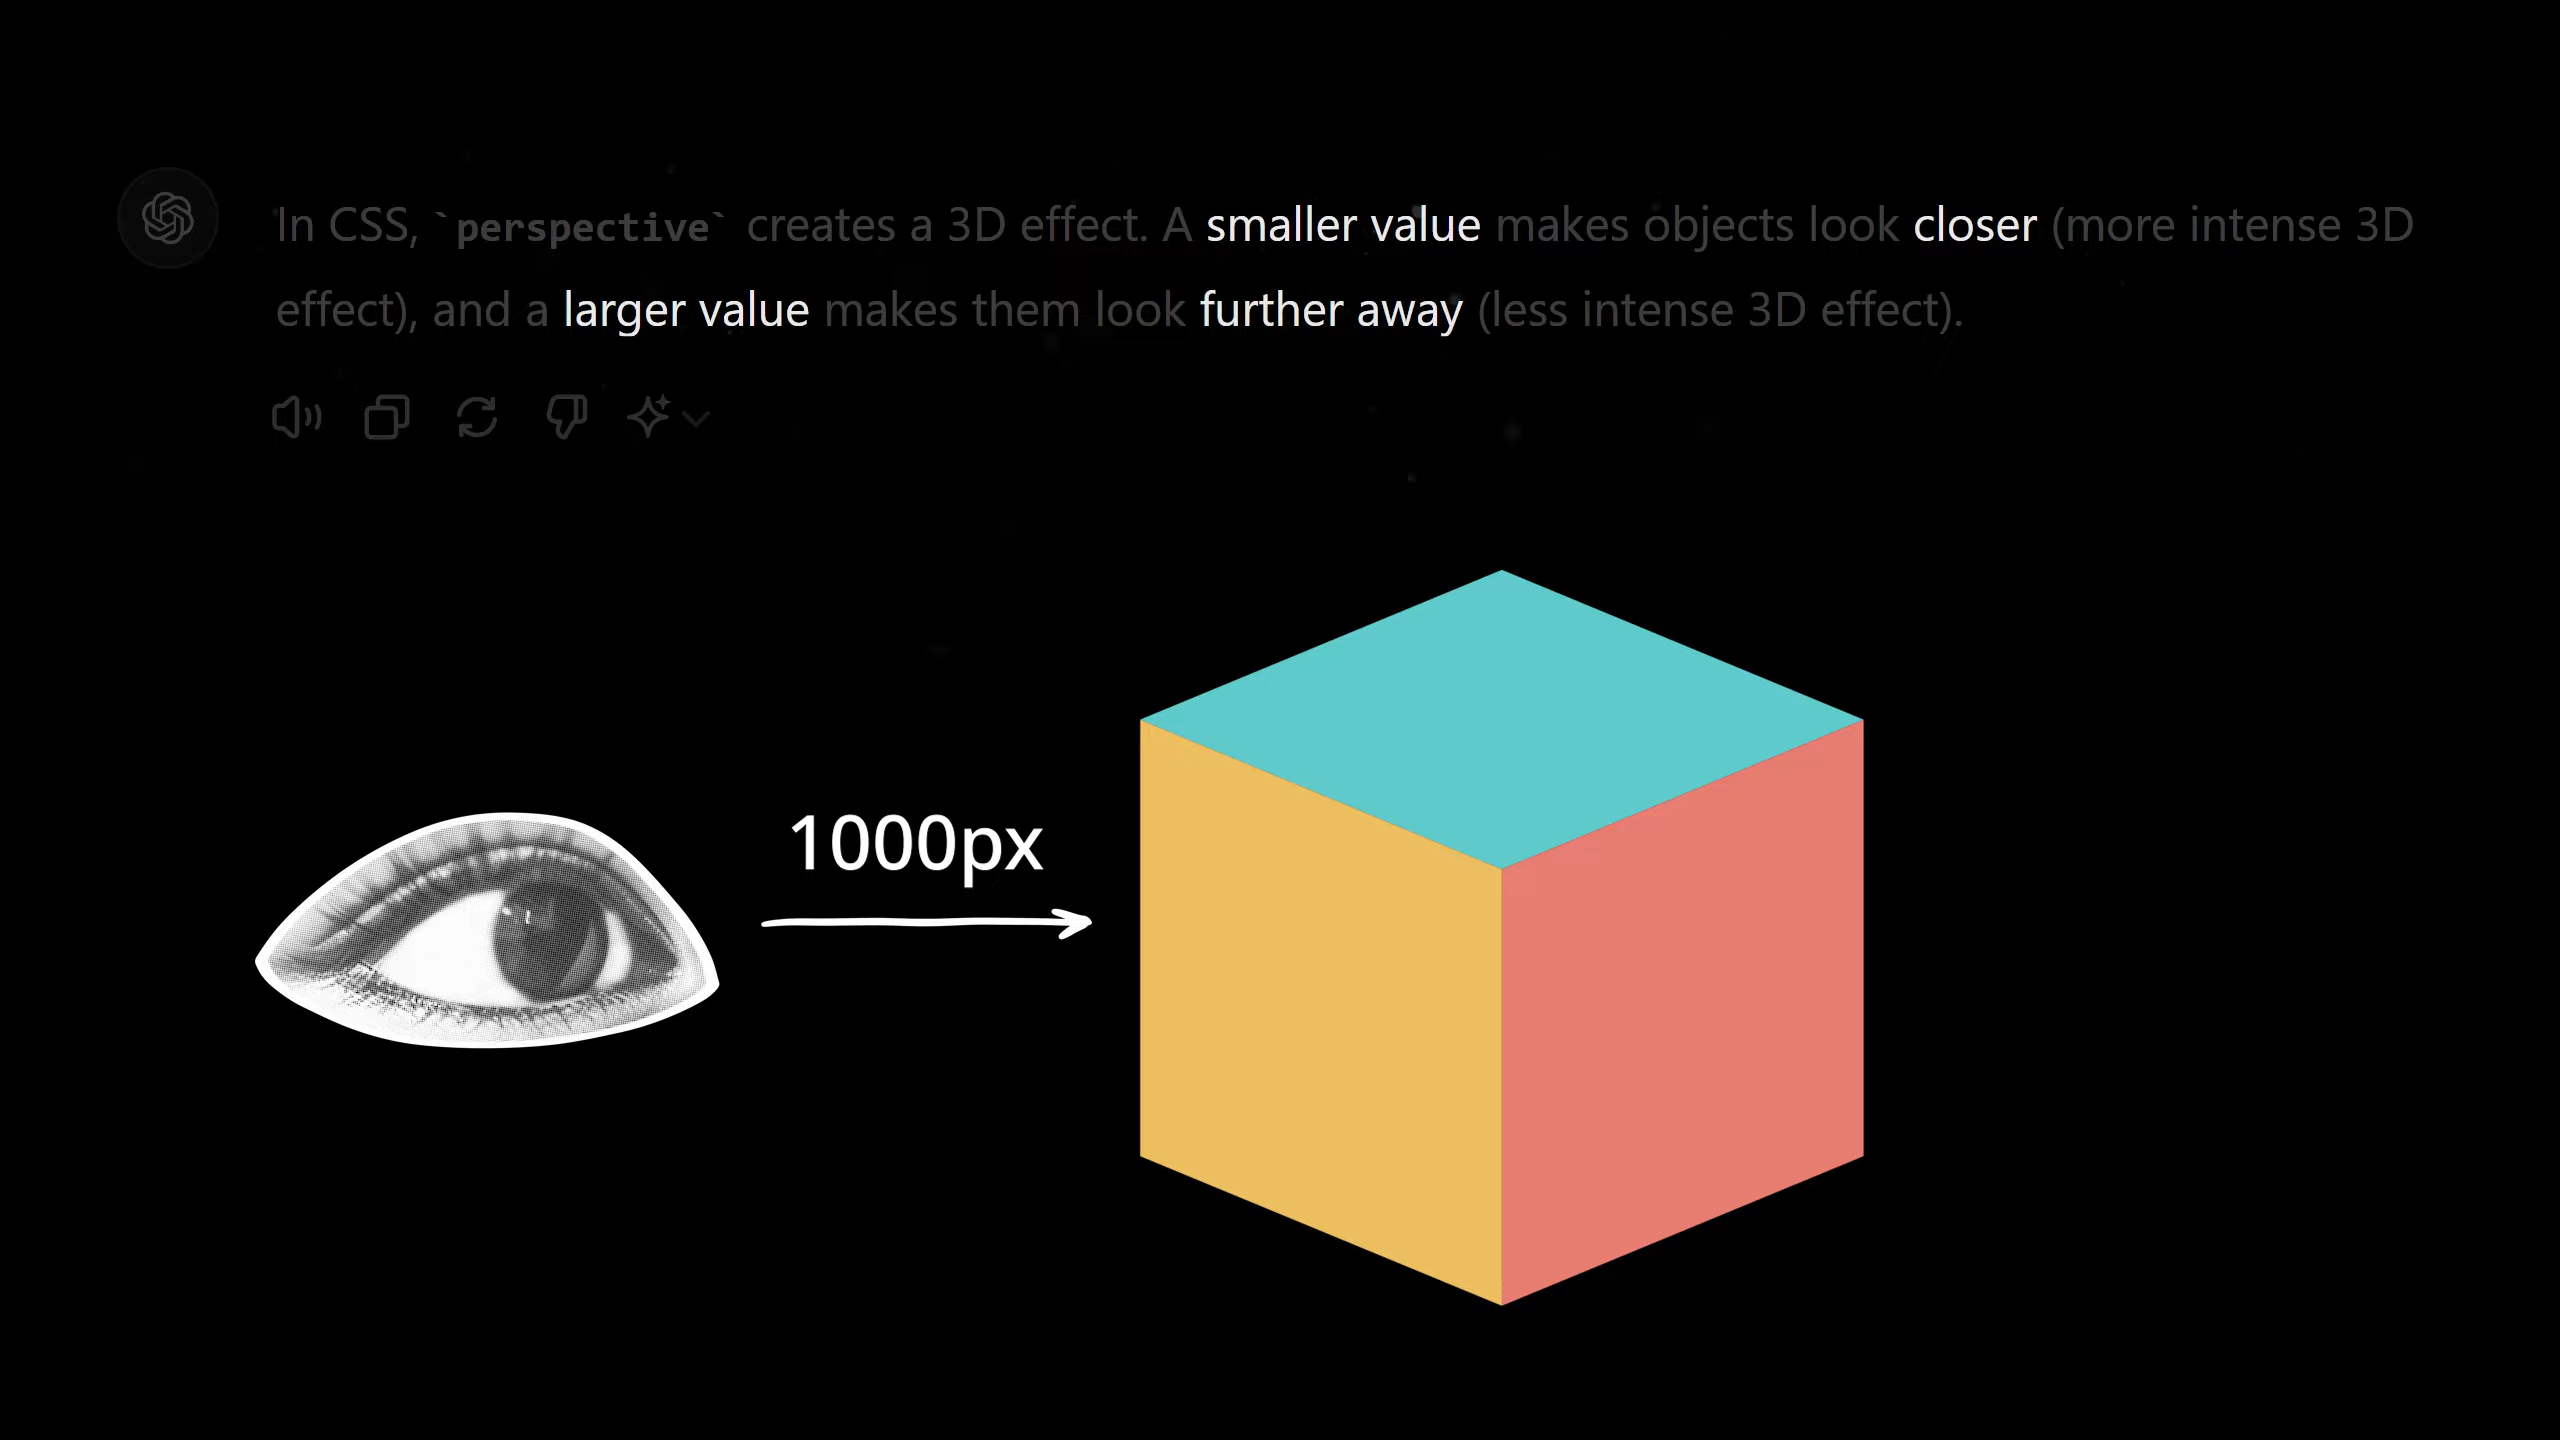 In CSS, `perspective` creates a 3D effect. A smaller value makes objects look closer (more intense 3D
effect), and a larger value makes them look further away (less intense 3D effect).
1000px